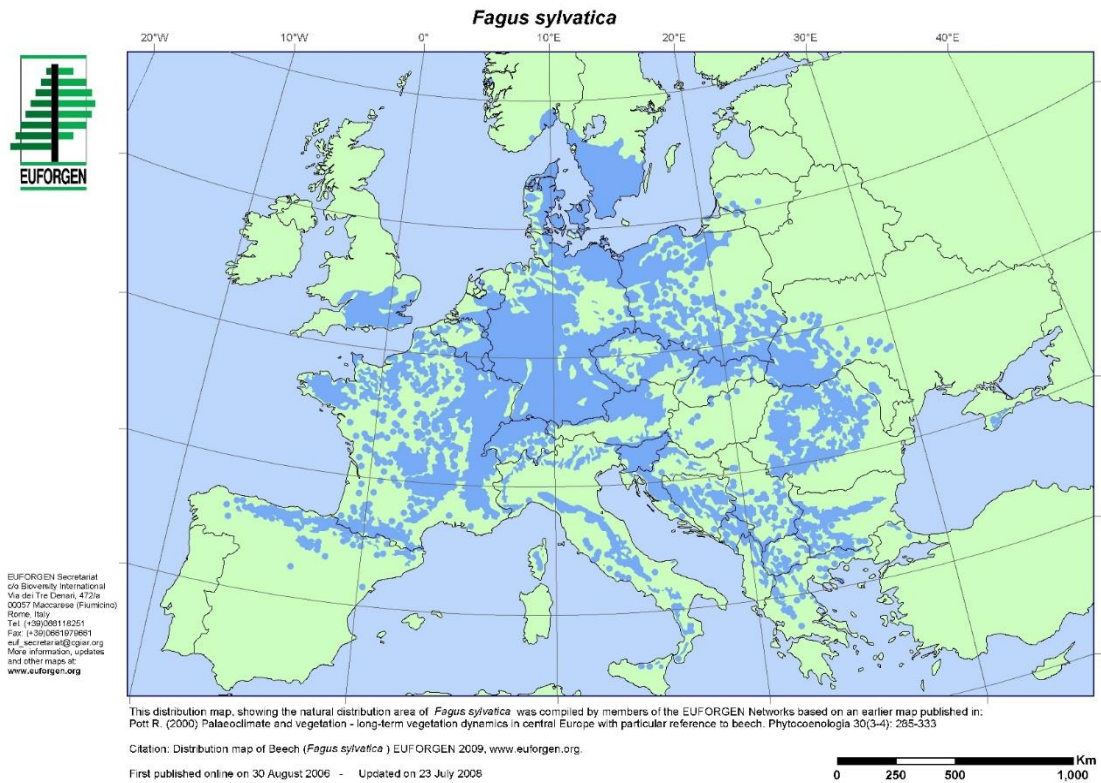 Fagus sylvatica
20°W 10°W 0° 10°E 20°E 30°E 40°E
EUFORGEN
EUFORGEN Secretariat
c/o Bioversity International
Via dei Tre Denari, 472/a
00057 Maccarese (Fiumicino)
Rome, Italy
Tel. (+39)066118251
Fax: (+39)0661979661
euf_secretariat@cgiar.org
More information, updates
and other maps at:
www.euforgen.org
This distribution map, showing the natural distribution area of Fagus sylvatica was compiled by members of the EUFORGEN Networks based on an earlier map published in:
Pott R. (2000) Palaeoclimate and vegetation - long-term vegetation dynamics in central Europe with particular reference to beech. Phytocoenologia 30(3-4): 285-333
Citation: Distribution map of Beech (Fagus sylvatica ) EUFORGEN 2009, www.euforgen.org.
First published online on 30 August 2006 - Updated on 23 July 2008
Km
0 250 500 1,000